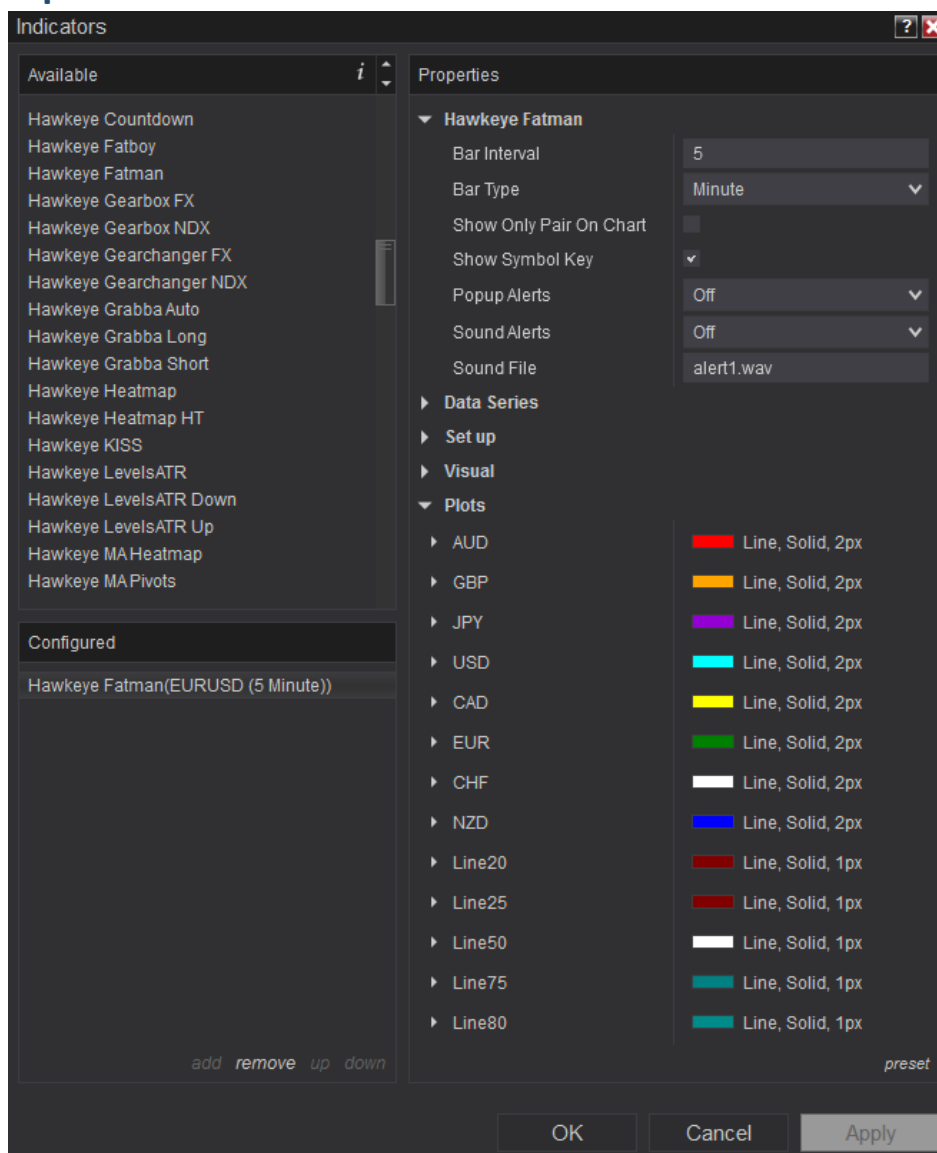 Indicators
?
Available i
Hawkeye Countdown
Hawkeye Fatboy
Hawkeye Fatman
Hawkeye Gearbox FX
Hawkeye Gearbox NDX
Hawkeye Gearchanger FX
Hawkeye Gearchanger NDX
Hawkeye Grabba Auto
Hawkeye Grabba Long
Hawkeye Grabba Short
Hawkeye Heatmap
Hawkeye Heatmap HT
Hawkeye KISS
Hawkeye LevelsATR
Hawkeye LevelsATR Down
Hawkeye LevelsATR Up
Hawkeye MA Heatmap
Hawkeye MA Pivots
Configured
Hawkeye Fatman(EURUSD (5 Minute))
add remove up down
Properties
Hawkeye Fatman
Bar Interval 5
Bar Type Minute
Show Only Pair On Chart
Show Symbol Key
Popup Alerts Off
Sound Alerts Off
Sound File alert1.wav
Data Series
Set up
Visual
Plots
AUD Line, Solid, 2px
GBP Line, Solid, 2px
JPY Line, Solid, 2px
USD Line, Solid, 2px
CAD Line, Solid, 2px
EUR Line, Solid, 2px
CHF Line, Solid, 2px
NZD Line, Solid, 2px
Line20 Line, Solid, 1px
Line25 Line, Solid, 1px
Line50 Line, Solid, 1px
Line75 Line, Solid, 1px
Line80 Line, Solid, 1px
preset
OK Cancel Apply